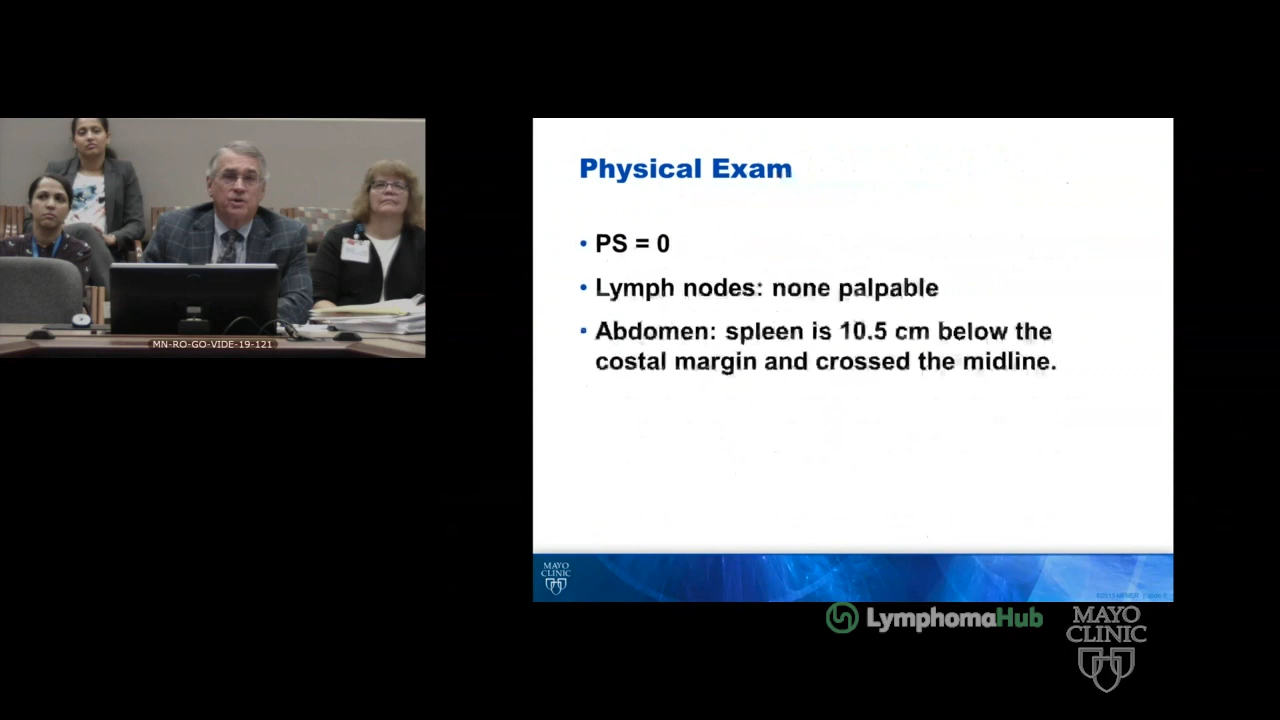 MN-RO-GO-VIDE-19-121
Physical Exam
• PS = 0
• Lymph nodes: none palpable
• Abdomen: spleen is 10.5 cm below the
costal margin and crossed the midline.
MAYO
CLINIC
LymphomaHub
MAYO
CLINIC